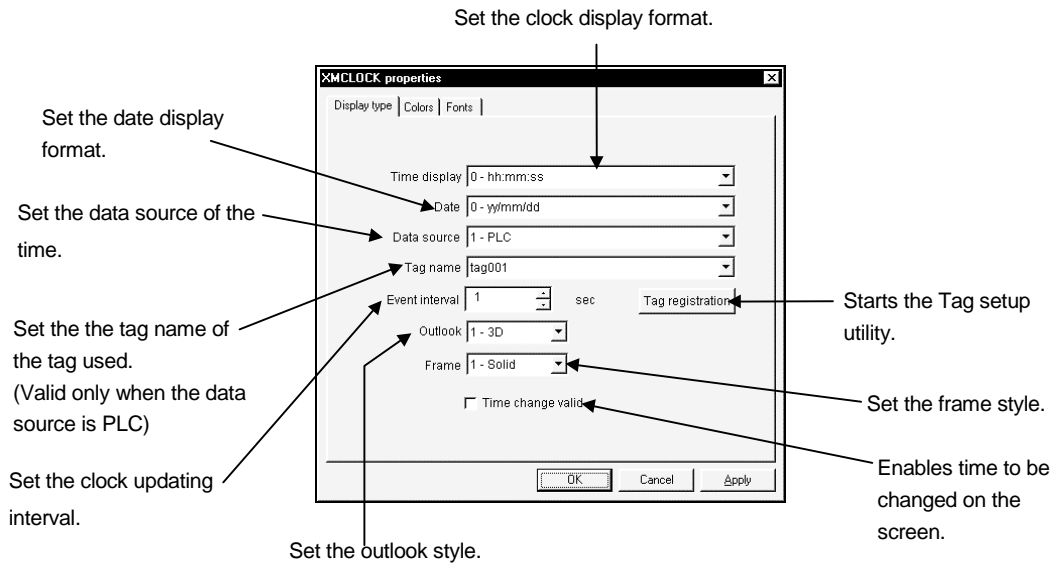 Set the clock display format.
XMCLOCK properties
Display type Colors Fonts
Set the date display
format.
Time display 0 - hh:mm:ss
Date 0 - yy/mm/dd
Set the data source of the
time.
Data source 1 - PLC
Tag name tag001
Event interval 1 sec Tag registration
Starts the Tag setup
utility.
Set the the tag name of
the tag used.
(Valid only when the data
source is PLC)
Outlook 1 - 3D
Frame 1 - Solid
Set the frame style.
Time change valid
Set the clock updating
interval.
OK Cancel Apply
Enables time to be
changed on the
screen.
Set the outlook style.